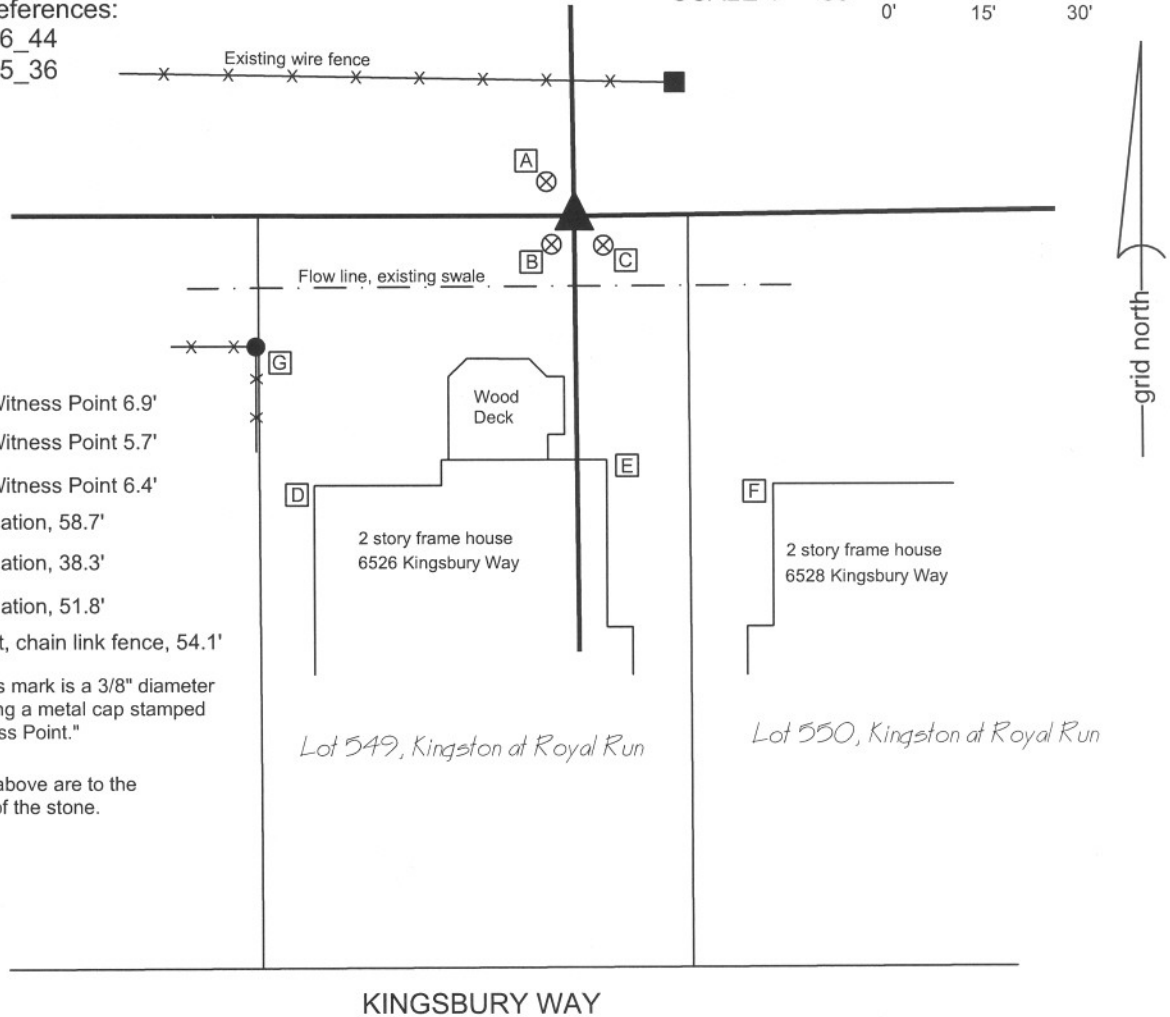 eferences:
6_44
5_36
0' 15' 30'
Existing wire fence
A
B
C
Flow line, existing swale
G
grid north
Witness Point 6.9'
Witness Point 5.7'
Witness Point 6.4'
ation, 58.7'
ation, 38.3'
ation, 51.8'
t, chain link fence, 54.1'
Wood
Deck
D
E
F
2 story frame house
6526 Kingsbury Way
2 story frame house
6528 Kingsbury Way
s mark is a 3/8" diameter
ng a metal cap stamped
ss Point."
above are to the
of the stone.
Lot 549, Kingston at Royal Run
Lot 550, Kingston at Royal Run
KINGSBURY WAY